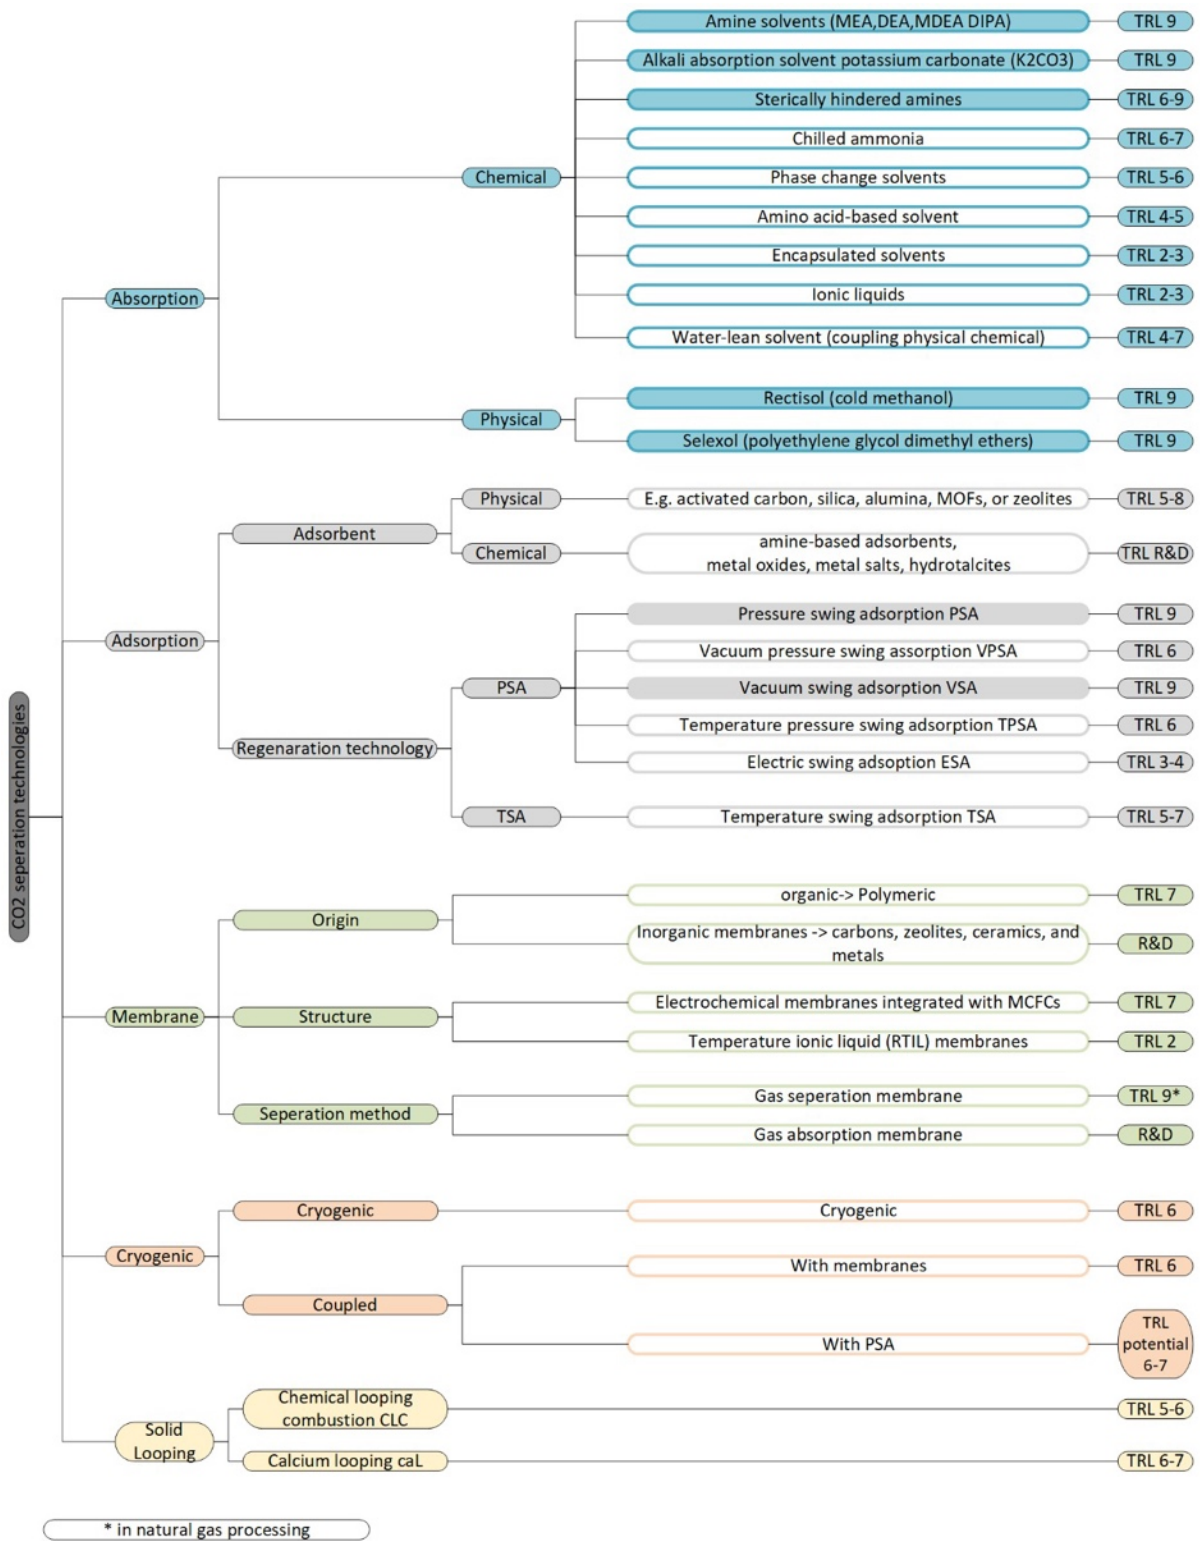 CO2 seperation technologies
Absorption
Chemical
Amine solvents (MEA,DEA,MDEA DIPA)
TRL 9
Alkali absorption solvent potassium carbonate (K2CO3)
TRL 9
Sterically hindered amines
TRL 6-9
Chilled ammonia
TRL 6-7
Phase change solvents
TRL 5-6
Amino acid-based solvent
TRL 4-5
Encapsulated solvents
TRL 2-3
Ionic liquids
TRL 2-3
Water-lean solvent (coupling physical chemical)
TRL 4-7
Physical
Rectisol (cold methanol)
TRL 9
Selexol (polyethylene glycol dimethyl ethers)
TRL 9
Adsorption
Adsorbent
Physical
E.g. activated carbon, silica, alumina, MOFs, or zeolites
TRL 5-8
Chemical
amine-based adsorbents,
metal oxides, metal salts, hydrotalcites
TRL R&D
Regenaration technology
PSA
Pressure swing adsorption PSA
TRL 9
Vacuum pressure swing assorption VPSA
TRL 6
Vacuum swing adsorption VSA
TRL 9
Temperature pressure swing adsorption TPSA
TRL 6
Electric swing adsoption ESA
TRL 3-4
TSA
Temperature swing adsorption TSA
TRL 5-7
Membrane
Origin
organic-> Polymeric
TRL 7
Inorganic membranes -> carbons, zeolites, ceramics, and
metals
R&D
Structure
Electrochemical membranes integrated with MCFCs
TRL 7
Temperature ionic liquid (RTIL) membranes
TRL 2
Seperation method
Gas seperation membrane
TRL 9*
Gas absorption membrane
R&D
Cryogenic
Cryogenic
Cryogenic
TRL 6
Coupled
With membranes
TRL 6
With PSA
TRL
potential
6-7
Solid
Looping
Chemical looping
combustion CLC
TRL 5-6
Calcium looping caL
TRL 6-7
* in natural gas processing